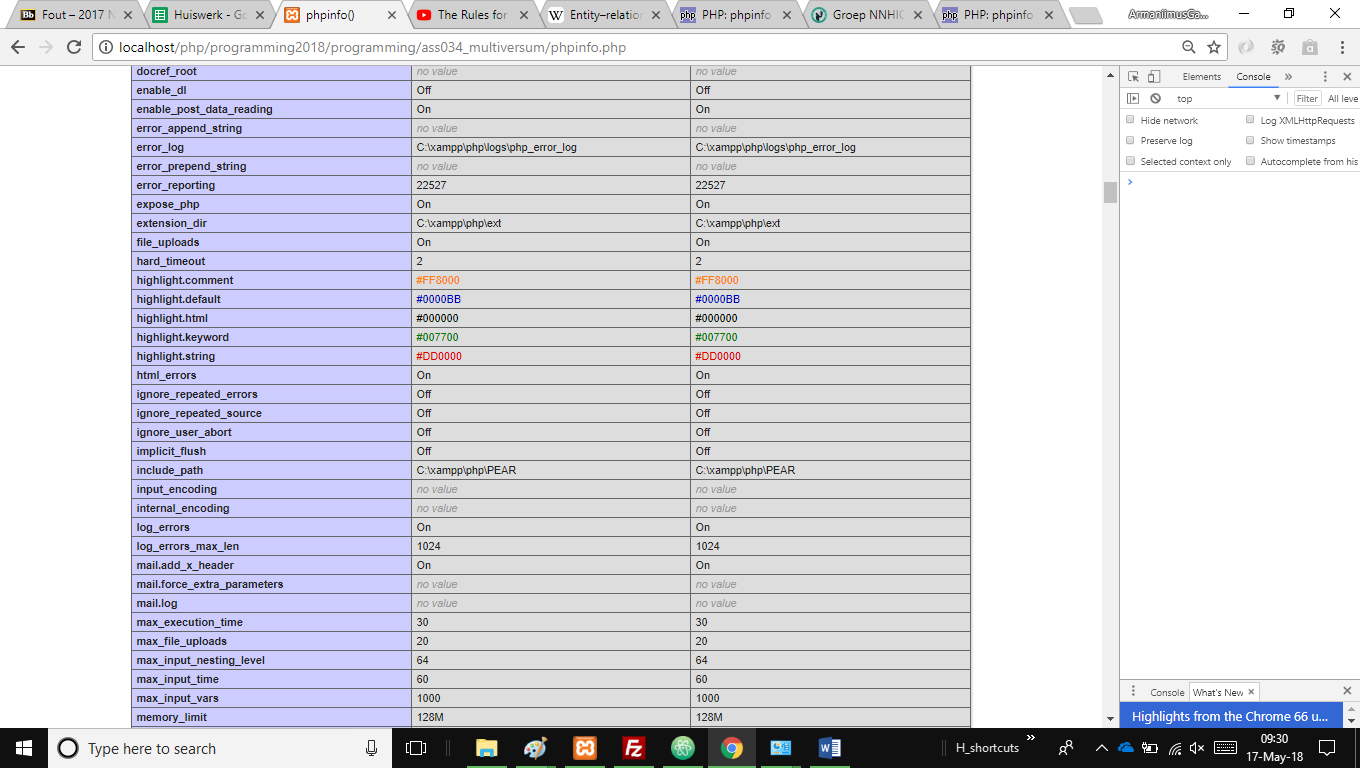 Fout – 2017 N
Huiswerk - Go
phpinfo()
The Rules for
Entity–relation
PHP: phpinfo
Groep NNHIC
PHP: phpinfo
ArmaniimusGa...
localhost/php/programming2018/programming/ass034_multiversum/phpinfo.php
docref_root no value no value
enable_dl Off Off
enable_post_data_reading On On
error_append_string no value no value
error_log C:\xampp\php\logs\php_error_log C:\xampp\php\logs\php_error_log
error_prepend_string no value no value
error_reporting 22527 22527
expose_php On On
extension_dir C:\xampp\php\ext C:\xampp\php\ext
file_uploads On On
hard_timeout 2 2
highlight.comment #FF8000 #FF8000
highlight.default #0000BB #0000BB
highlight.html #000000 #000000
highlight.keyword #007700 #007700
highlight.string #DD0000 #DD0000
html_errors On On
ignore_repeated_errors Off Off
ignore_repeated_source Off Off
ignore_user_abort Off Off
implicit_flush Off Off
include_path C:\xampp\php\PEAR C:\xampp\php\PEAR
input_encoding no value no value
internal_encoding no value no value
log_errors On On
log_errors_max_len 1024 1024
mail.add_x_header On On
mail.force_extra_parameters no value no value
mail.log no value no value
max_execution_time 30 30
max_file_uploads 20 20
max_input_nesting_level 64 64
max_input_time 60 60
max_input_vars 1000 1000
memory_limit 128M 128M
Elements Console »
top Filter All leve
Hide network Log XMLHttpRequests
Preserve log Show timestamps
Selected context only Autocomplete from his
Console What's New
Highlights from the Chrome 66 u...
Type here to search
H_shortcuts »
09:30
17-May-18